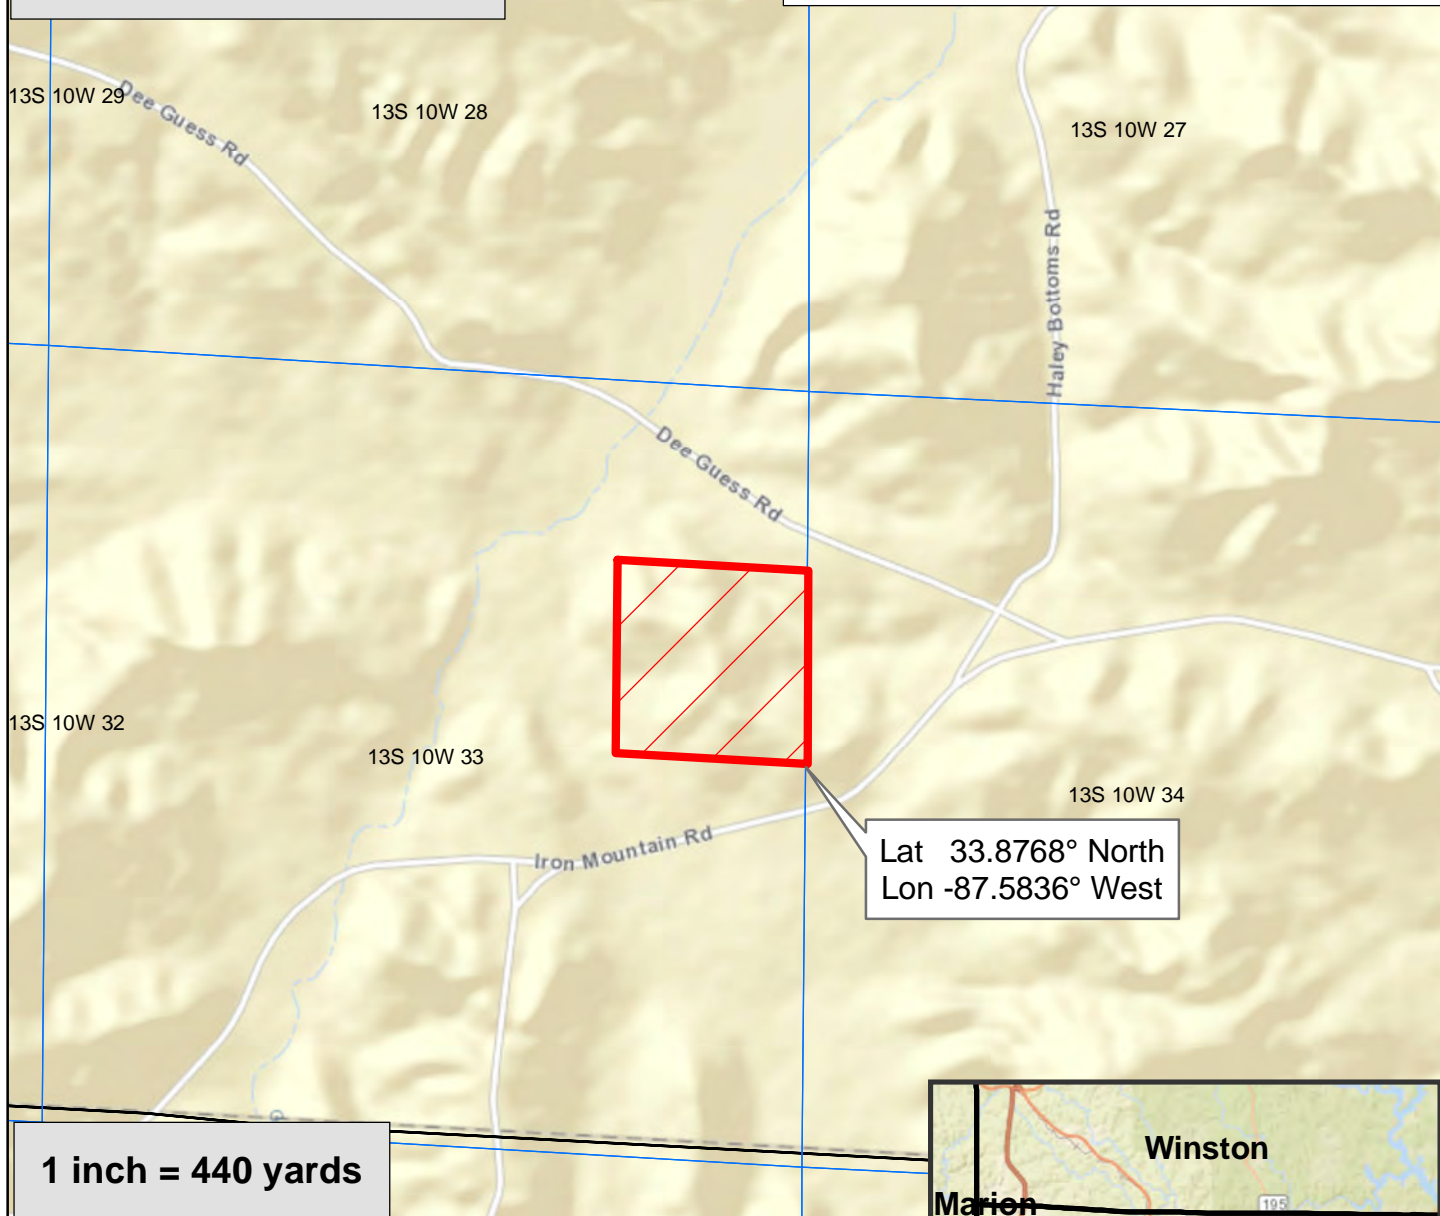 13S 10W 29
Dee Guess Rd
13S 10W 28
13S 10W 27
Haley Bottoms Rd
Dee Guess Rd
13S 10W 32
13S 10W 33
13S 10W 34
Iron Mountain Rd
Lat 33.8768° North
Lon -87.5836° West
1 inch = 440 yards
Winston
Marion
195